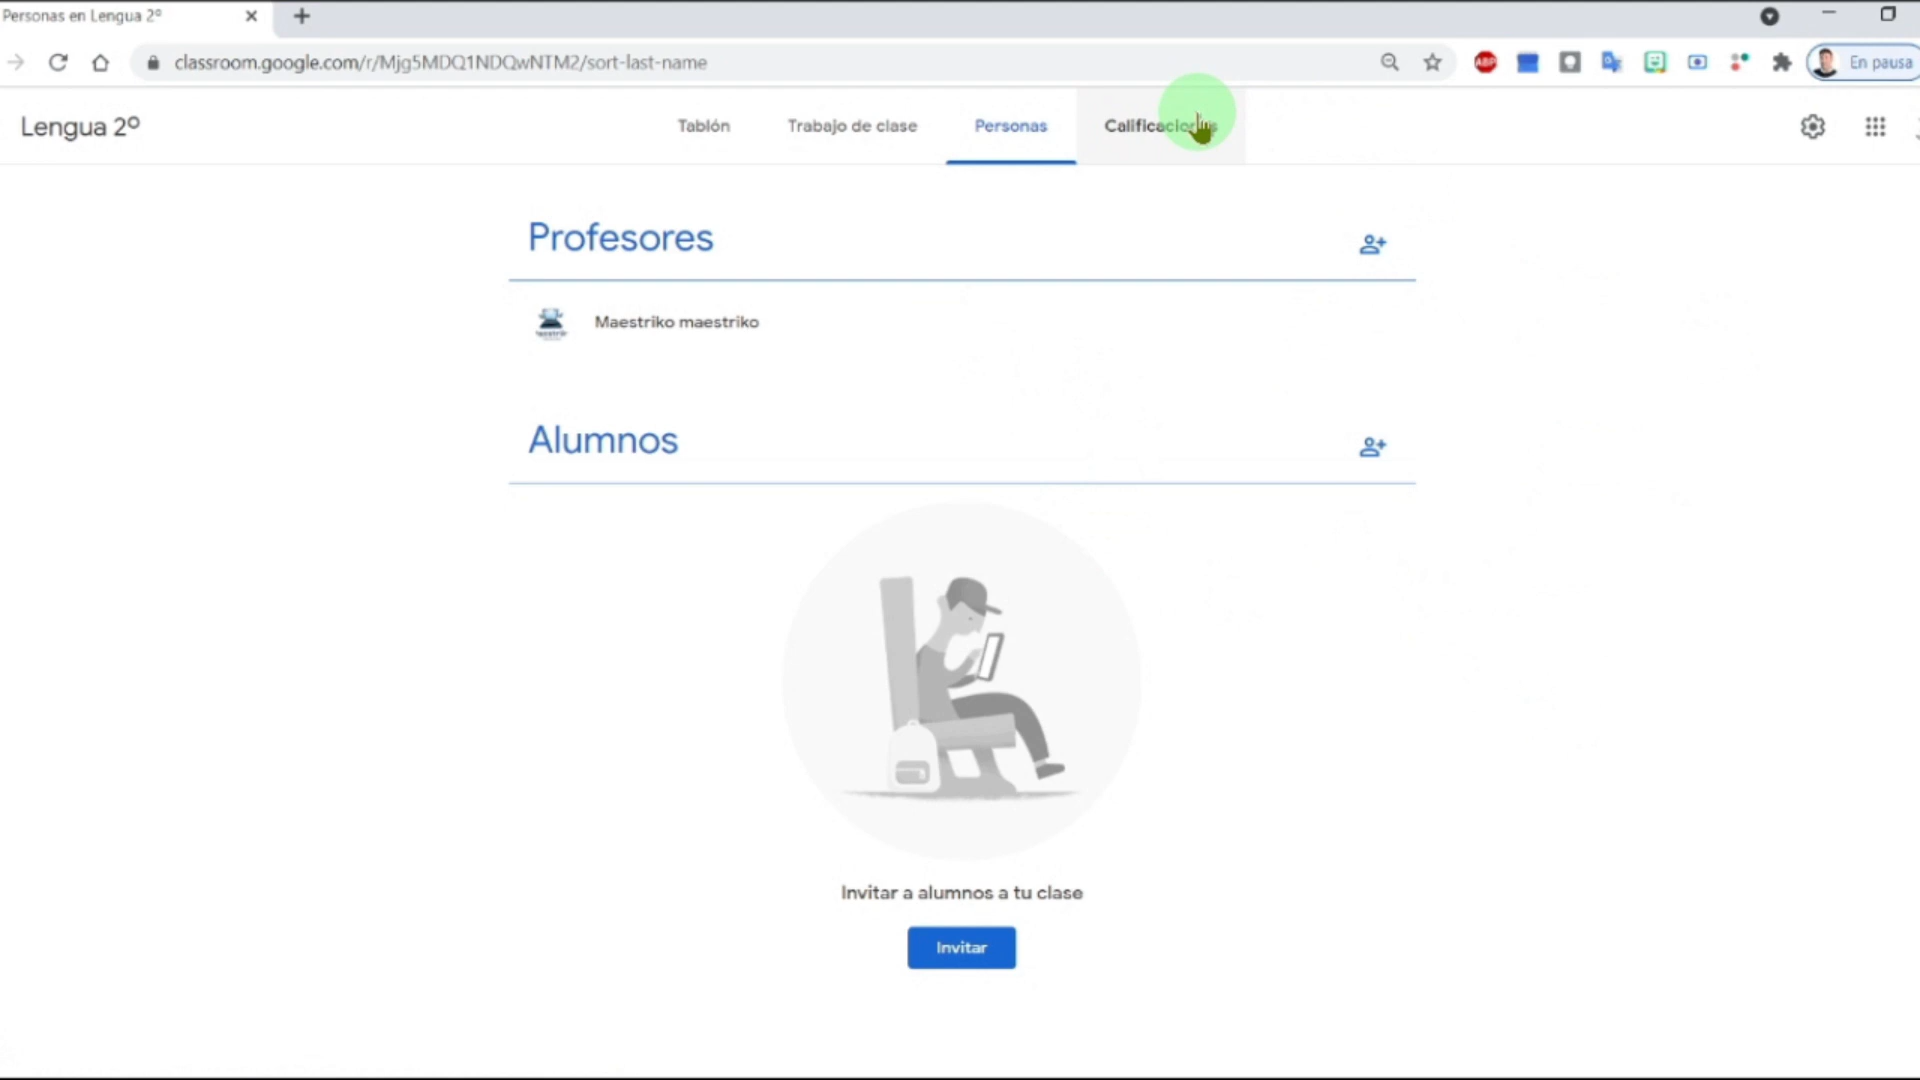 Personas en Lengua 2º
classroom.google.com/r/Mjg5MDQ1NDQwNTM2/sort-last-name
ABP
En pausa
Lengua 2º
Tablón
Trabajo de clase
Personas
Profesores
Maestriko maestriko
Alumnos
Invitar a alumnos a tu clase
Invitar